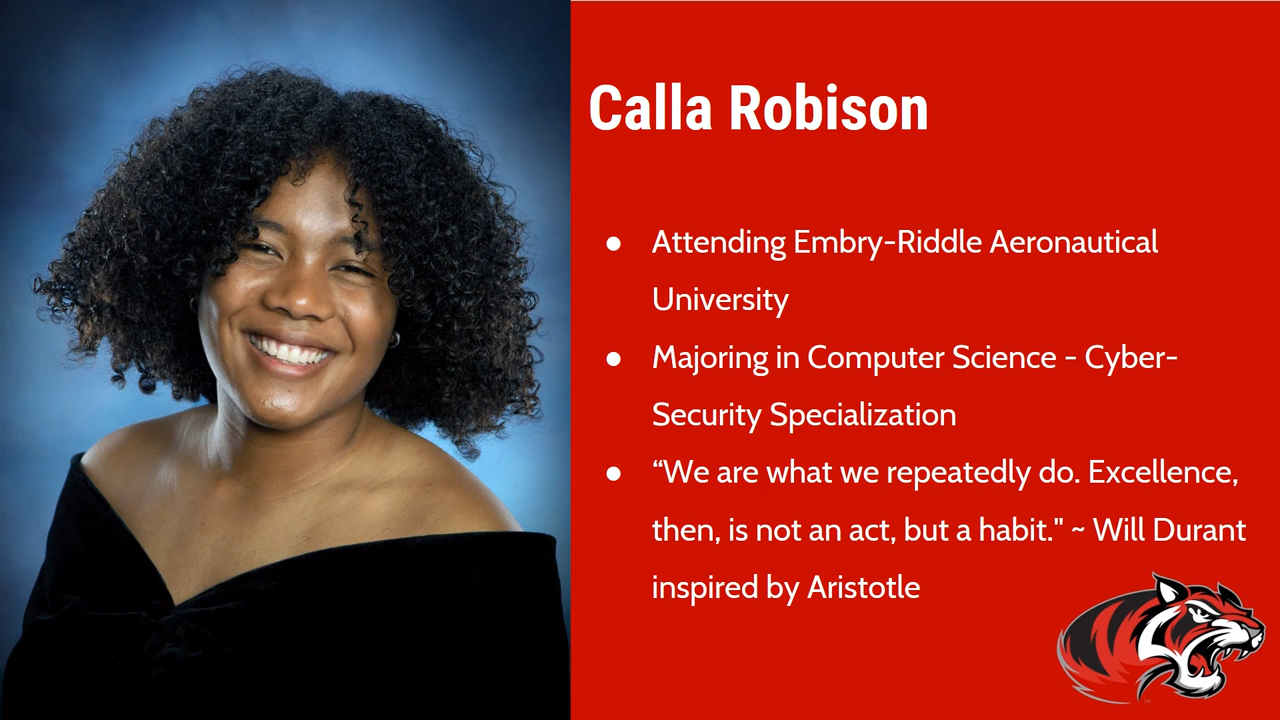 Calla Robison
● Attending Embry-Riddle Aeronautical
University
● Majoring in Computer Science - Cyber-
Security Specialization
● “We are what we repeatedly do. Excellence,
then, is not an act, but a habit." ~ Will Durant
inspired by Aristotle